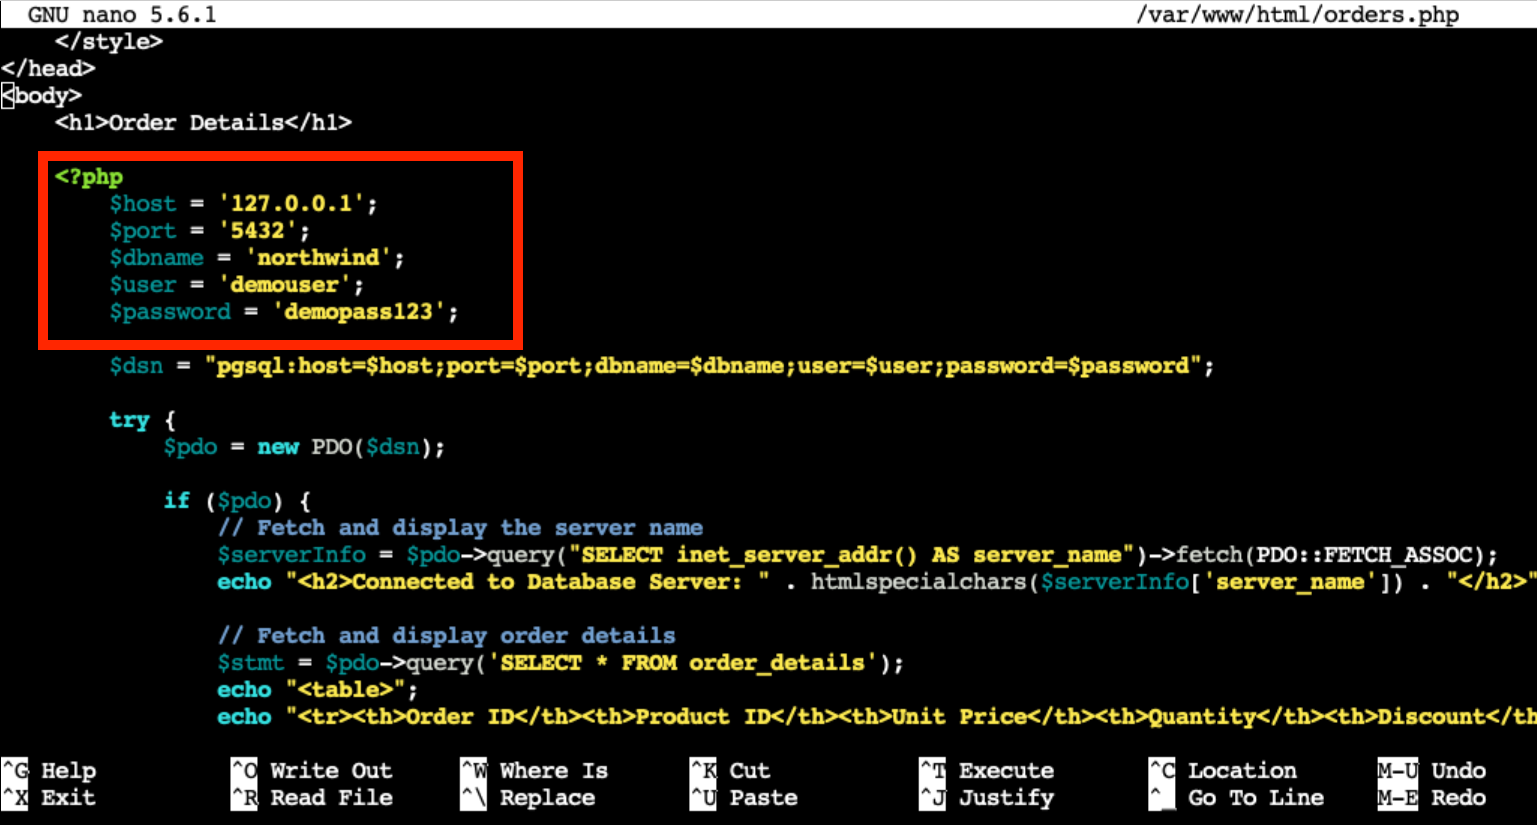 GNU nano 5.6.1 /var/www/html/orders.php
</style>
</head>
<body>
<h1>Order Details</h1>
<?php
$host = '127.0.0.1';
$port = '5432';
$dbname = 'northwind';
$user = 'demouser';
$password = 'demopass123';
$dsn = "pgsql:host=$host;port=$port;dbname=$dbname;user=$user;password=$password";
try {
$pdo = new PDO($dsn);
if ($pdo) {
// Fetch and display the server name
$serverInfo = $pdo->query("SELECT inet_server_addr() AS server_name")->fetch(PDO::FETCH_ASSOC);
echo "<h2>Connected to Database Server: " . htmlspecialchars($serverInfo['server_name']) . "</h2>"
// Fetch and display order details
$stmt = $pdo->query('SELECT * FROM order_details');
echo "<table>";
echo "<tr><th>Order ID</th><th>Product ID</th><th>Unit Price</th><th>Quantity</th><th>Discount</th
^G Help ^O Write Out ^W Where Is ^K Cut ^T Execute ^C Location M-U Undo
^X Exit ^R Read File ^\ Replace ^U Paste ^J Justify ^_ Go To Line M-E Redo